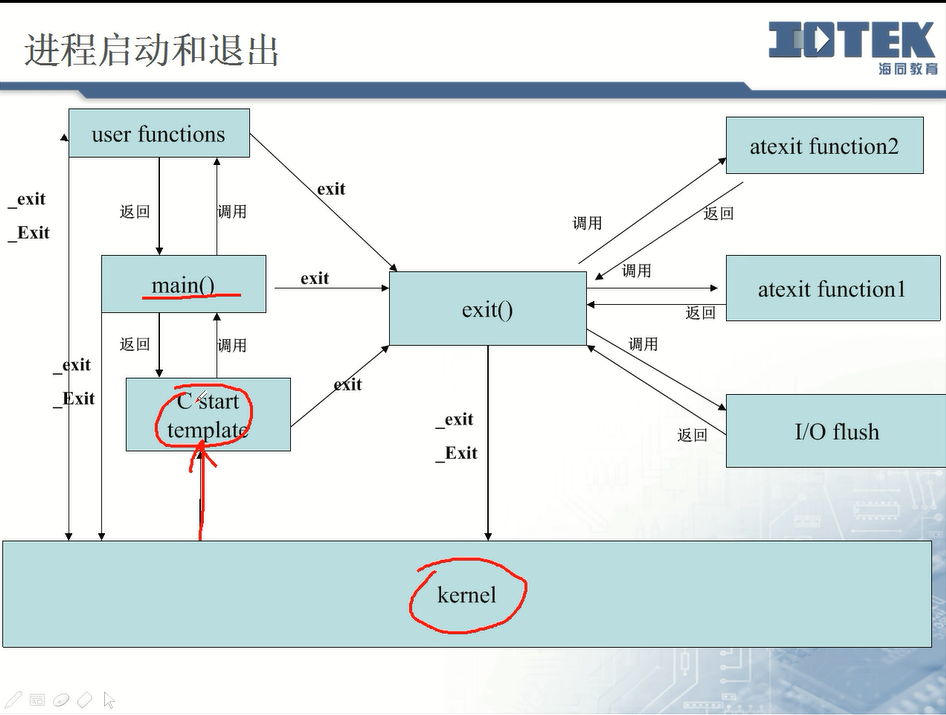 进程启动和退出
IOTEK
海同教育
user functions
atexit function2
_exit
_Exit
返回
调用
exit
调用
返回
main()
exit
exit()
调用
返回
atexit function1
返回
调用
_exit
_Exit
C start
template
exit
_exit
_Exit
调用
返回
I/O flush
kernel